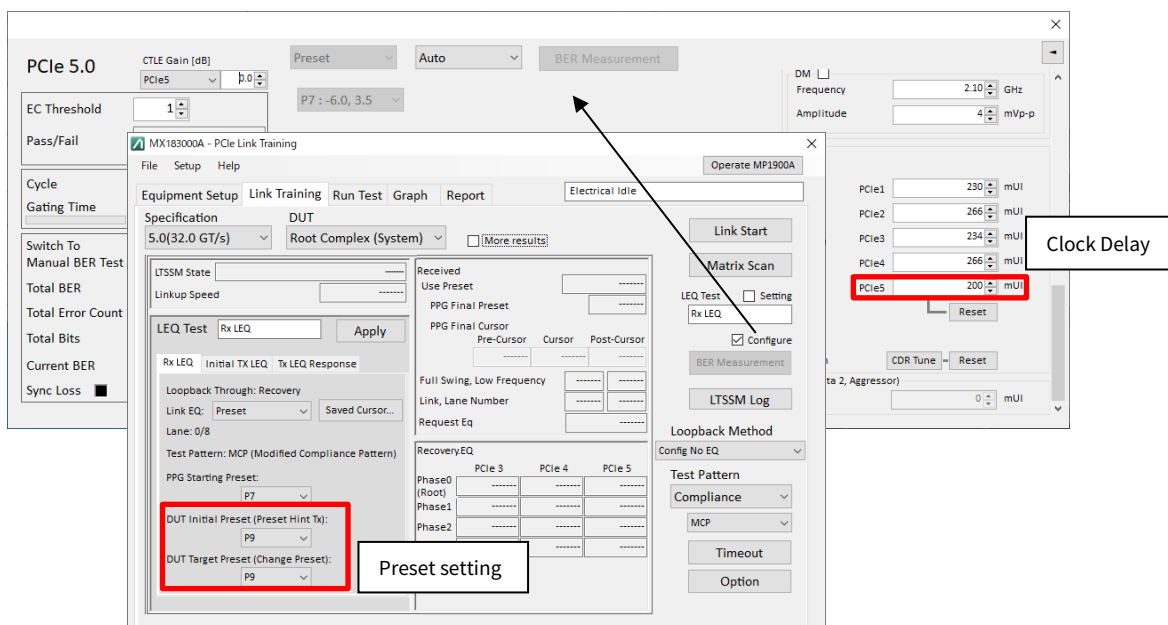 PCIe 5.0
CTLE Gain [dB]
PCIe5
0.0
Preset
Auto
BER Measurement
P7 : -6.0, 3.5
EC Threshold
1
Pass/Fail
Cycle
Gating Time
Switch To
Manual BER Test
Total BER
Total Error Count
Total Bits
Current BER
Sync Loss
DM
Frequency
2.10
GHz
Amplitude
4
mVp-p
PCIe1
230
mUI
PCIe2
266
mUI
PCIe3
234
mUI
PCIe4
266
mUI
PCIe5
200
mUI
Reset
Clock Delay
CDR Tune
Reset
ta 2, Aggressor)
0
mUI
MX183000A - PCIe Link Training
File Setup Help
Operate MP1900A
Equipment Setup Link Training Run Test Graph Report
Electrical Idle
Specification
5.0(32.0 GT/s)
DUT
Root Complex (System)
More results
LTSSM State
------
Linkup Speed
-------
LEQ Test
Rx LEQ
Apply
Rx LEQ Initial TX LEQ Tx LEQ Response
Loopback Through: Recovery
Link EQ: Preset
Saved Cursor...
Lane: 0/8
Test Pattern: MCP (Modified Compliance Pattern)
PPG Starting Preset:
P7
DUT Initial Preset (Preset Hint Tx):
P9
DUT Target Preset (Change Preset):
P9
Preset setting
Received
Use Preset
-------
PPG Final Preset
-------
PPG Final Cursor
Pre-Cursor Cursor Post-Cursor
------- ------- -------
Full Swing, Low Frequency
------- -------
Link, Lane Number
------- -------
Request Eq
-------
Recovery.EQ
PCIe 3 PCIe 4 PCIe 5
Phase0
(Root)
------- ------- -------
Phase1
------- ------- -------
Phase2
------- ------- -------
------- -------
Link Start
Matrix Scan
LEQ Test Setting
Rx LEQ
Configure
BER Measurement
LTSSM Log
Loopback Method
Config No EQ
Test Pattern
Compliance
MCP
Timeout
Option